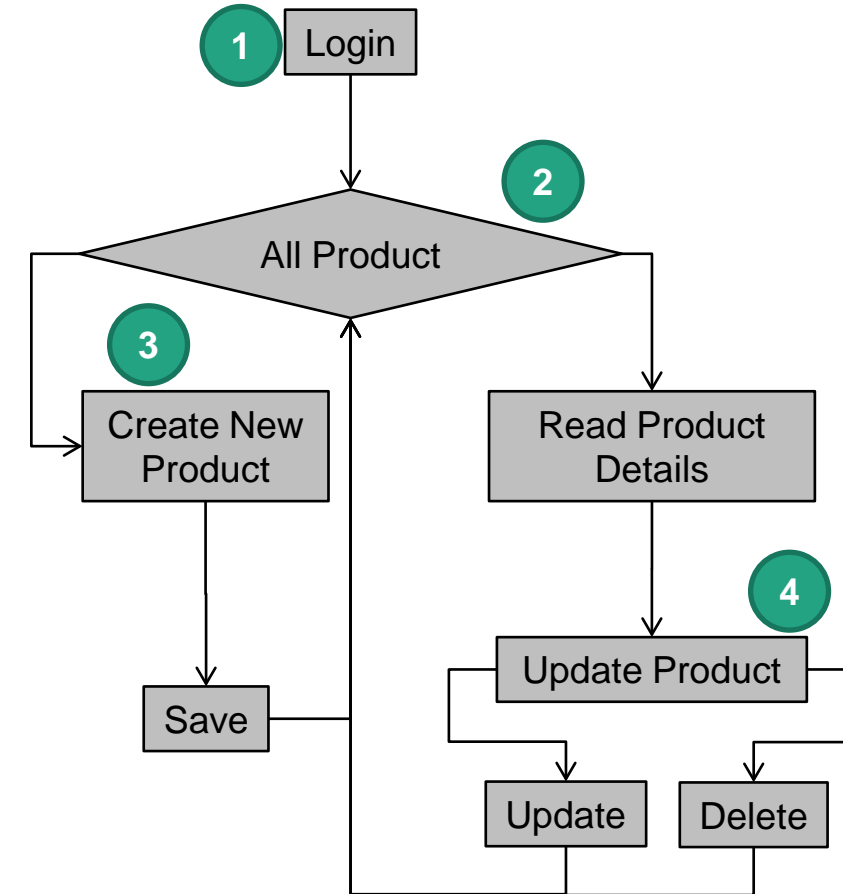 1
Login
2
All Product
3
Create New
Product
Read Product
Details
4
Update Product
Save
Update
Delete